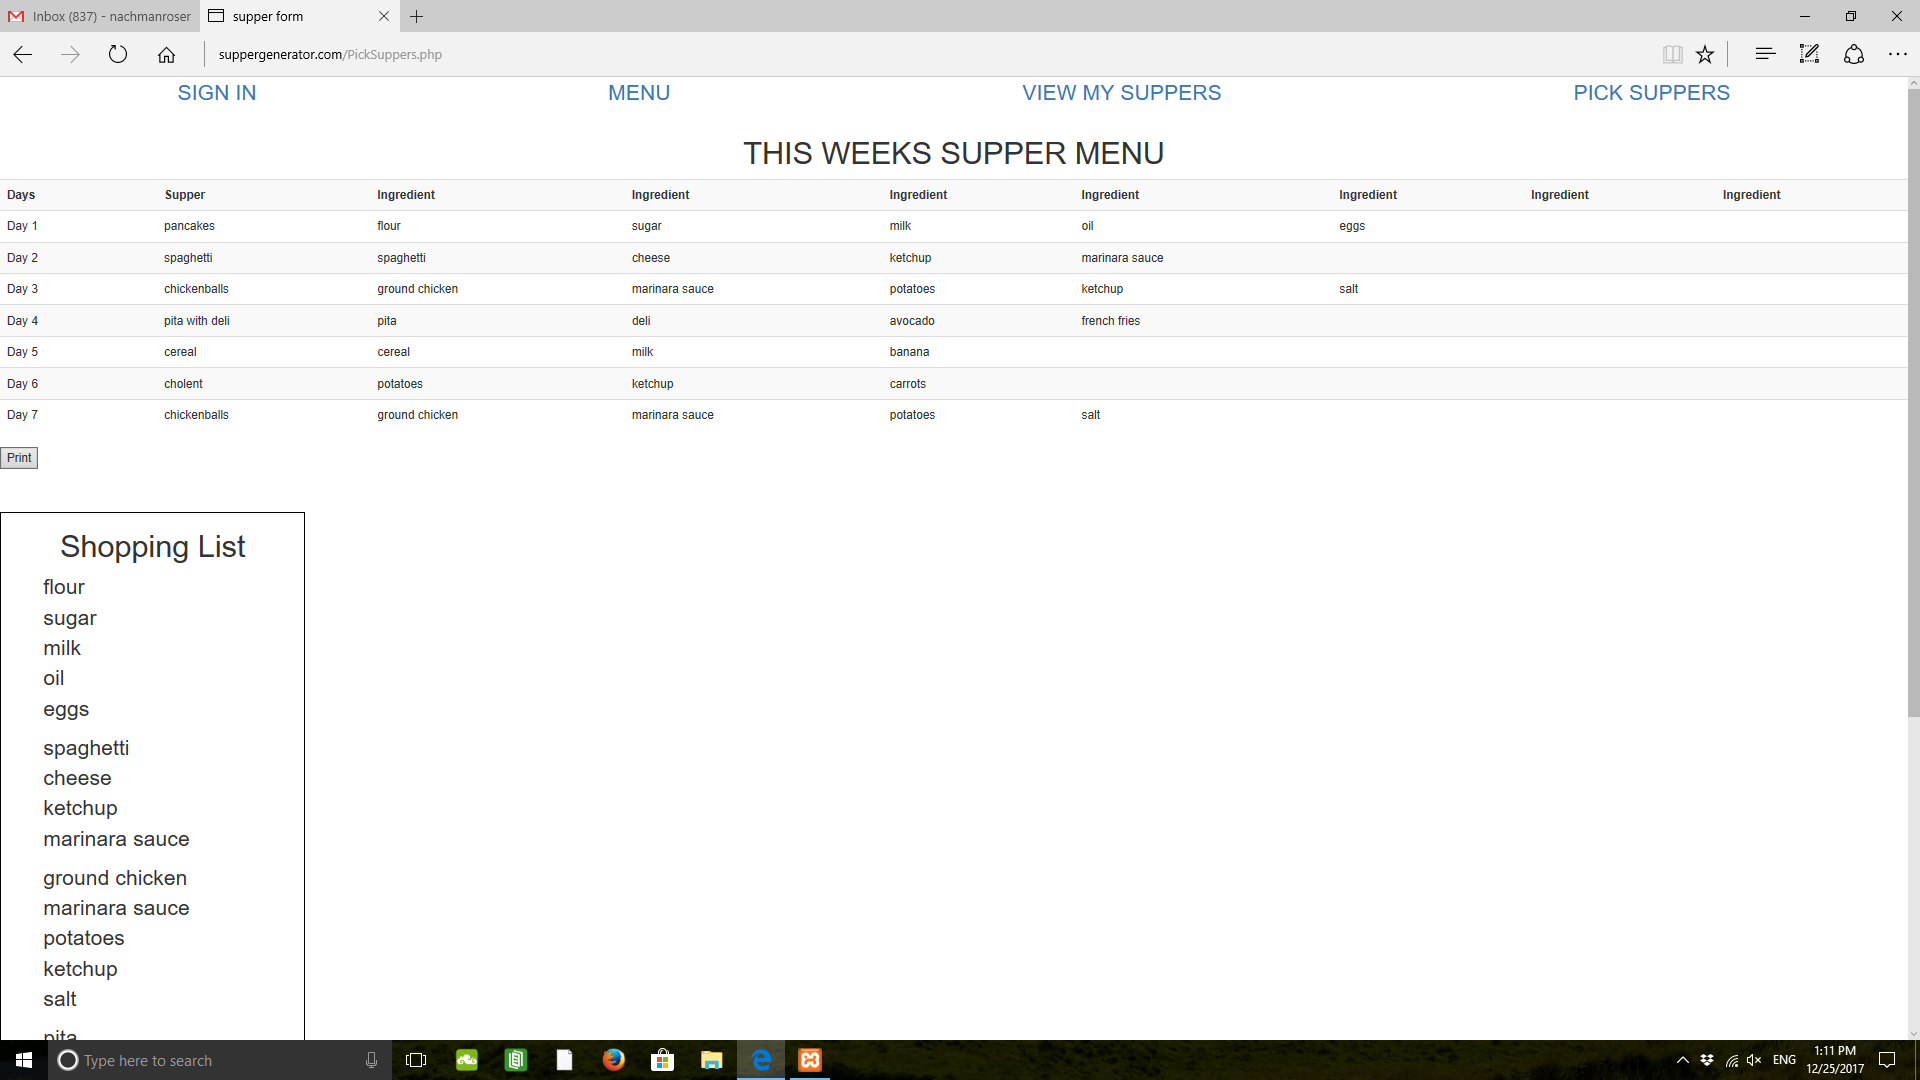 Inbox (837) - nachmanroser
supper form
suppergenerator.com/PickSuppers.php
SIGN IN MENU VIEW MY SUPPERS PICK SUPPERS
THIS WEEKS SUPPER MENU
Days Supper Ingredient Ingredient Ingredient Ingredient Ingredient Ingredient Ingredient
Day 1 pancakes flour sugar milk oil eggs
Day 2 spaghetti spaghetti cheese ketchup marinara sauce
Day 3 chickenballs ground chicken marinara sauce potatoes ketchup salt
Day 4 pita with deli pita deli avocado french fries
Day 5 cereal cereal milk banana
Day 6 cholent potatoes ketchup carrots
Day 7 chickenballs ground chicken marinara sauce potatoes salt
Print
Shopping List
flour
sugar
milk
oil
eggs
spaghetti
cheese
ketchup
marinara sauce
ground chicken
marinara sauce
potatoes
ketchup
salt
pita
Type here to search
ENG
1:11 PM
12/25/2017